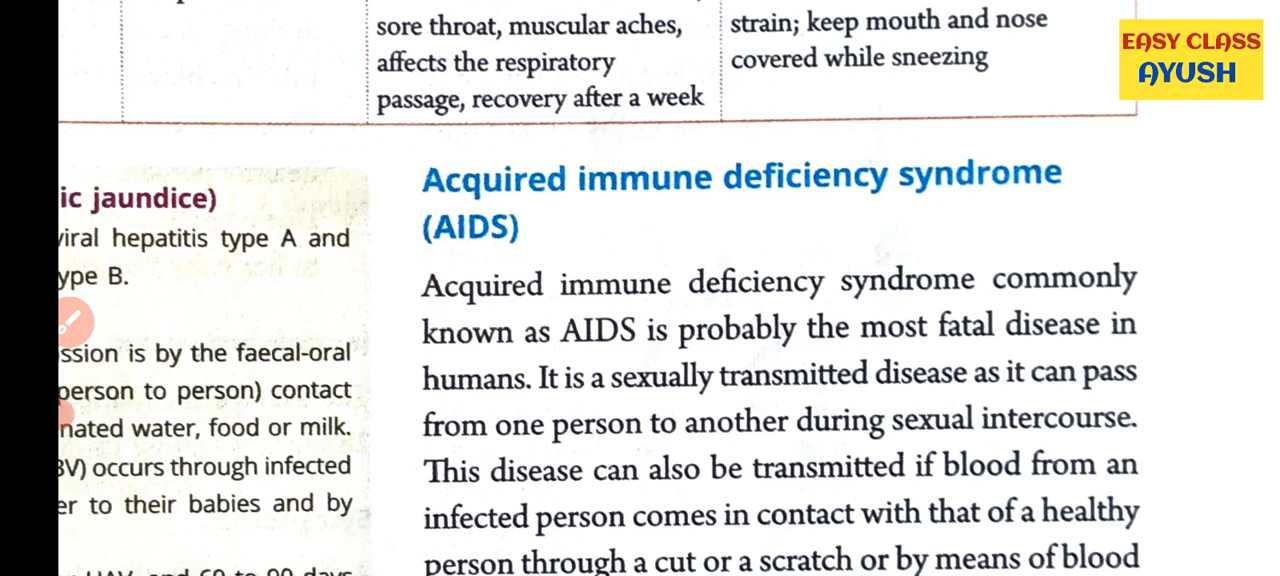 sore throat, muscular aches,
affects the respiratory
passage, recovery after a week
strain; keep mouth and nose
covered while sneezing
EASY CLASS
AYUSH
ic jaundice)
viral hepatitis type A and
ype B.
ssion is by the faecal-oral
person to person) contact
nated water, food or milk.
BV) occurs through infected
er to their babies and by
Acquired immune deficiency syndrome
(AIDS)
Acquired immune deficiency syndrome commonly
known as AIDS is probably the most fatal disease in
humans. It is a sexually transmitted disease as it can pass
from one person to another during sexual intercourse.
This disease can also be transmitted if blood from an
infected person comes in contact with that of a healthy
person through a cut or a scratch or by means of blood